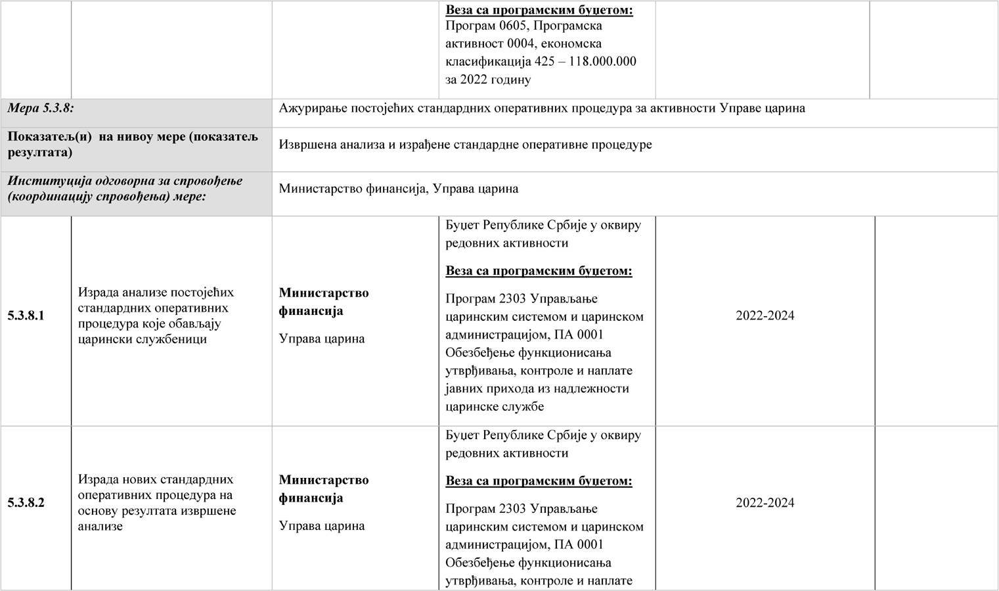 Веза са програмским буџетом:
Програм 0605, Програмска
активност 0004, економска
класификација 425 – 118.000.000
за 2022 годину
Мера 5.3.8:
Ажурирање постојећих стандардних оперативних процедура за активности Управе царина
Показатељ(и)  на нивоу мере (показатељ
резултата)
Извршена анализа и израђене стандардне оперативне процедуре
Институција одговорна за спровођење
(координацију спровођења) мере:
Министарство финансија, Управа царина
5.3.8.1
Израда анализе постојећих
стандардних оперативних
процедура које обављају
царински службеници
Министарство
финансија
Управа царина
Буџет Републике Србије у оквиру
редовних активности
Веза са програмским буџетом:
Програм 2303 Управљање
царинским системом и царинском
администрацијом, ПА 0001
Обезбеђење функционисања
утврђивања, контроле и наплате
јавних прихода из надлежности
царинске службе
2022-2024
5.3.8.2
Израда нових стандардних
оперативних процедура на
основу резултата извршене
анализе
Министарство
финансија
Управа царина
Буџет Републике Србије у оквиру
редовних активности
Веза са програмским буџетом:
Програм 2303 Управљање
царинским системом и царинском
администрацијом, ПА 0001
Обезбеђење функционисања
утврђивања, контроле и наплате
2022-2024